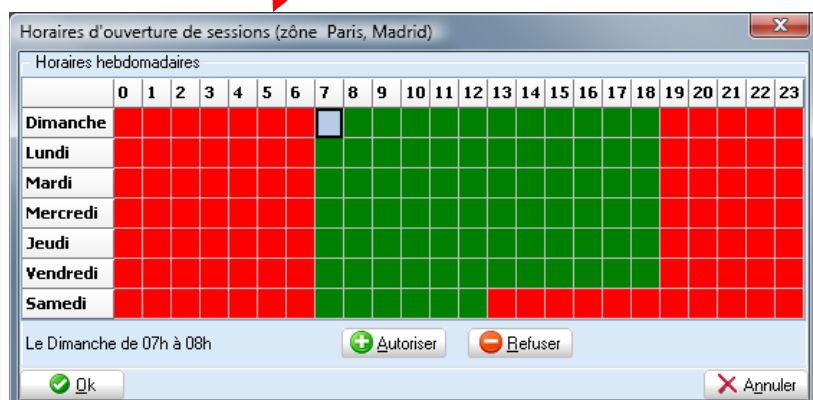 Horaires d'ouverture de sessions (zône Paris, Madrid)
Horaires hebdomadaires
0 1 2 3 4 5 6 7 8 9 10 11 12 13 14 15 16 17 18 19 20 21 22 23
Dimanche
Lundi
Mardi
Mercredi
Jeudi
Vendredi
Samedi
Le Dimanche de 07h à 08h Autoriser Refuser
Ok Annuler